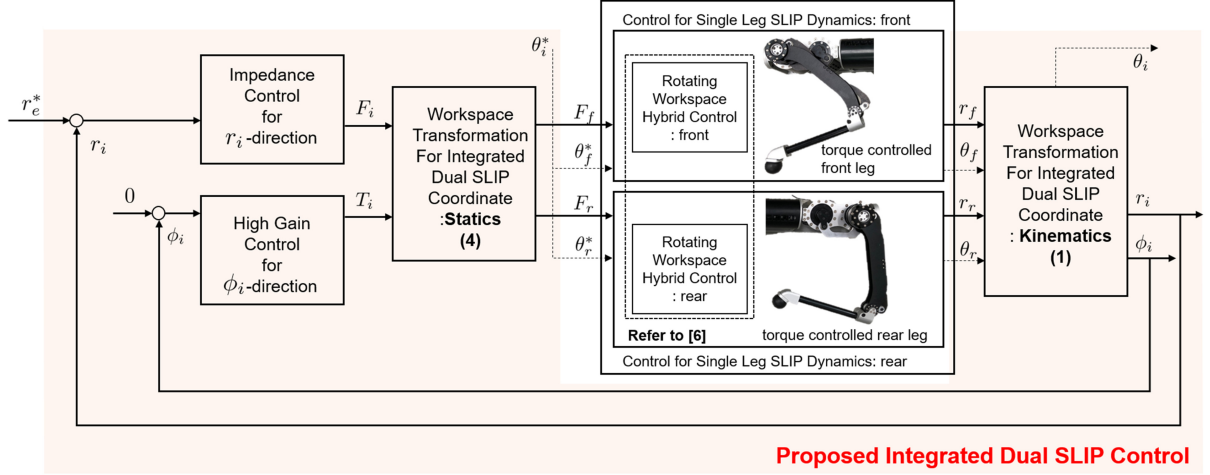 Control for Single Leg SLIP Dynamics: front
θ_i^*
θ_i
r_e^*
r_i
Impedance
Control
for
r_i-direction
F_i
0
ϕ_i
High Gain
Control
for
ϕ_i-direction
T_i
Workspace
Transformation
For Integrated
Dual SLIP
Coordinate
:Statics
(4)
F_f
θ_f^*
F_r
θ_r^*
Rotating
Workspace
Hybrid Control
: front
torque controlled
front leg
Rotating
Workspace
Hybrid Control
: rear
Refer to [6]
torque controlled rear leg
Control for Single Leg SLIP Dynamics: rear
r_f
θ_f
r_r
θ_r
Workspace
Transformation
For Integrated
Dual SLIP
Coordinate
: Kinematics
(1)
r_i
ϕ_i
Proposed Integrated Dual SLIP Control